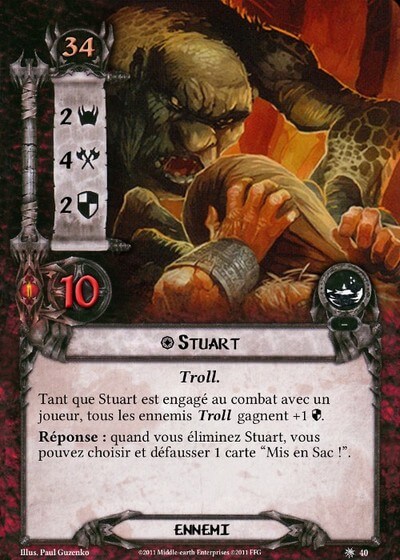 34
2
4
2
10
Stuart
Troll.
Tant que Stuart est engagé au combat avec un
joueur, tous les ennemis Troll gagnent +1 .
Réponse : quand vous éliminez Stuart, vous
pouvez choisir et défausser 1 carte “Mis en Sac !”.
ENNEMI
Illus. Paul Guzenko ©2011 Middle-earth Enterprises ©2011 FFG 40